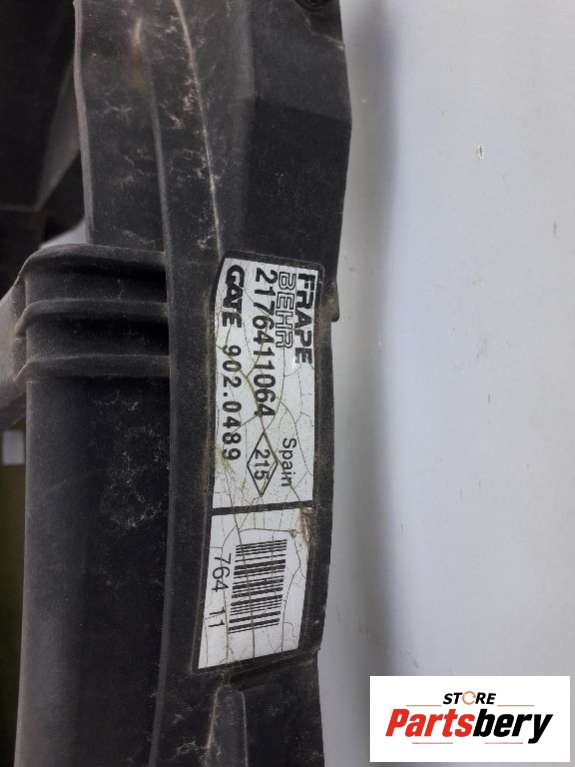 FRAPE
BEHR
2176411064
GATE 902.0489
Spain
215
764 11
STORE
Partsbery